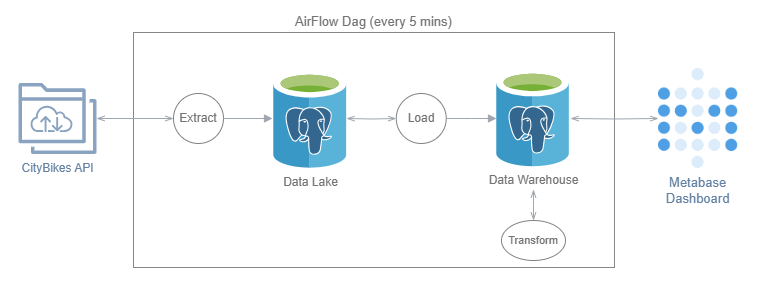 AirFlow Dag (every 5 mins)
Extract
Load
CityBikes API
Data Lake
Data Warehouse
Metabase
Dashboard
Transform